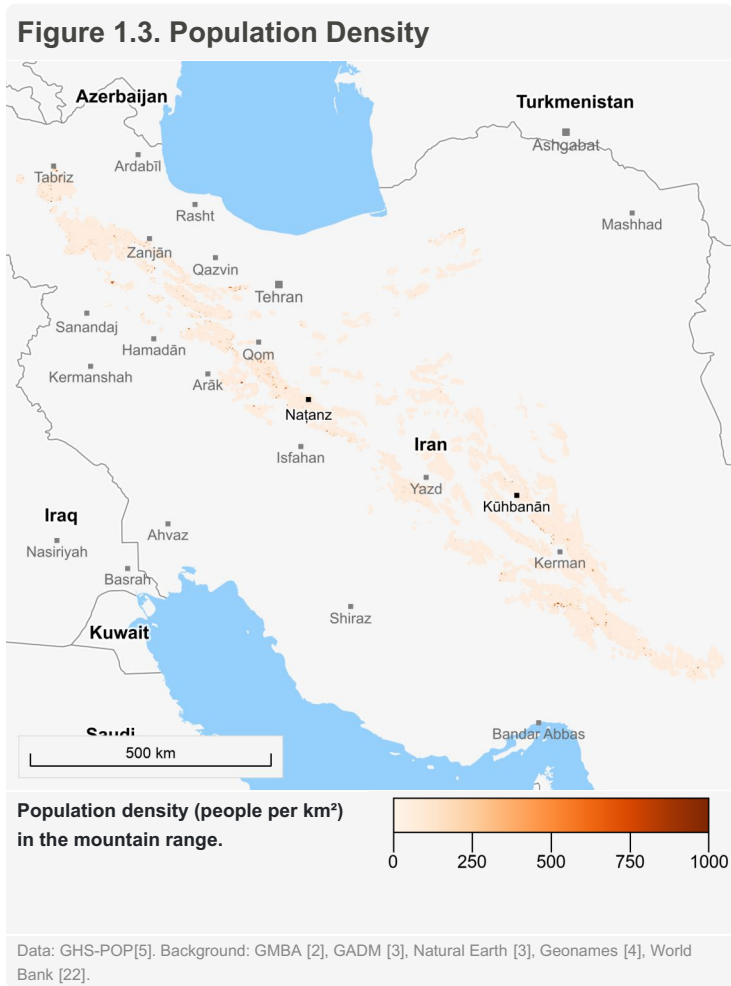 Figure 1.3. Population Density
Azerbaijan
Turkmenistan
Ashgabat
Ardabīl
Tabriz
Rasht
Mashhad
Zanjān
Qazvin
Tehran
Sanandaj
Hamadān
Qom
Kermanshah
Arāk
Naţanz
Iran
Isfahan
Yazd
Kūhbanān
Iraq
Ahvaz
Nasiriyah
Kerman
Basrah
Shiraz
Kuwait
Saudi
Bandar Abbas
500 km
Population density (people per km²)
in the mountain range.
0 250 500 750 1000
Data: GHS-POP[5]. Background: GMBA [2], GADM [3], Natural Earth [3], Geonames [4], World
Bank [22].